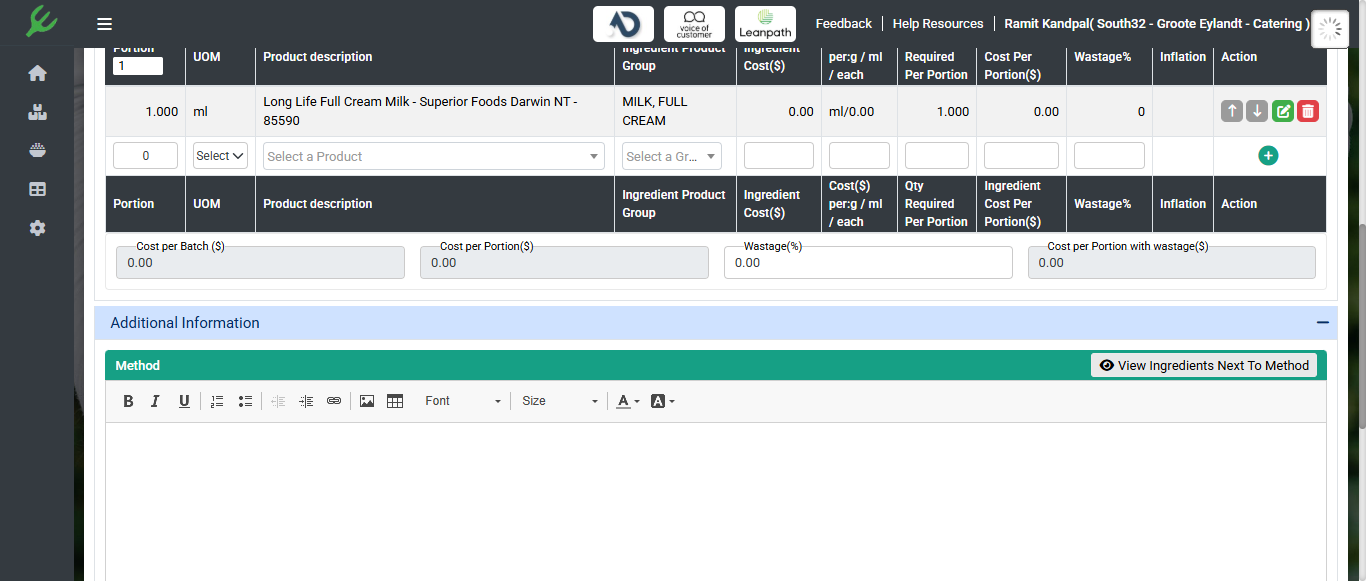 voice of
customer
Leanpath
Feedback
Help Resources
Ramit Kandpal( South32 - Groote Eylandt - Catering )
Portion
1
UOM
Product description
Ingredient Product
Group
Ingredient
Cost($)
per:g / ml
/ each
Required
Per Portion
Cost Per
Portion($)
Wastage%
Inflation
Action
1.000
ml
Long Life Full Cream Milk - Superior Foods Darwin NT -
85590
MILK, FULL
CREAM
0.00
ml/0.00
1.000
0.00
0
0
Select
Select a Product
Select a Gr...
Portion
UOM
Product description
Ingredient Product
Group
Ingredient
Cost($)
Cost($)
per:g / ml
/ each
Qty
Required
Per Portion
Ingredient
Cost Per
Portion($)
Wastage%
Inflation
Action
Cost per Batch ($)
0.00
Cost per Portion($)
0.00
Wastage(%)
0.00
Cost per Portion with wastage($)
0.00
Additional Information
Method
View Ingredients Next To Method
Font
Size